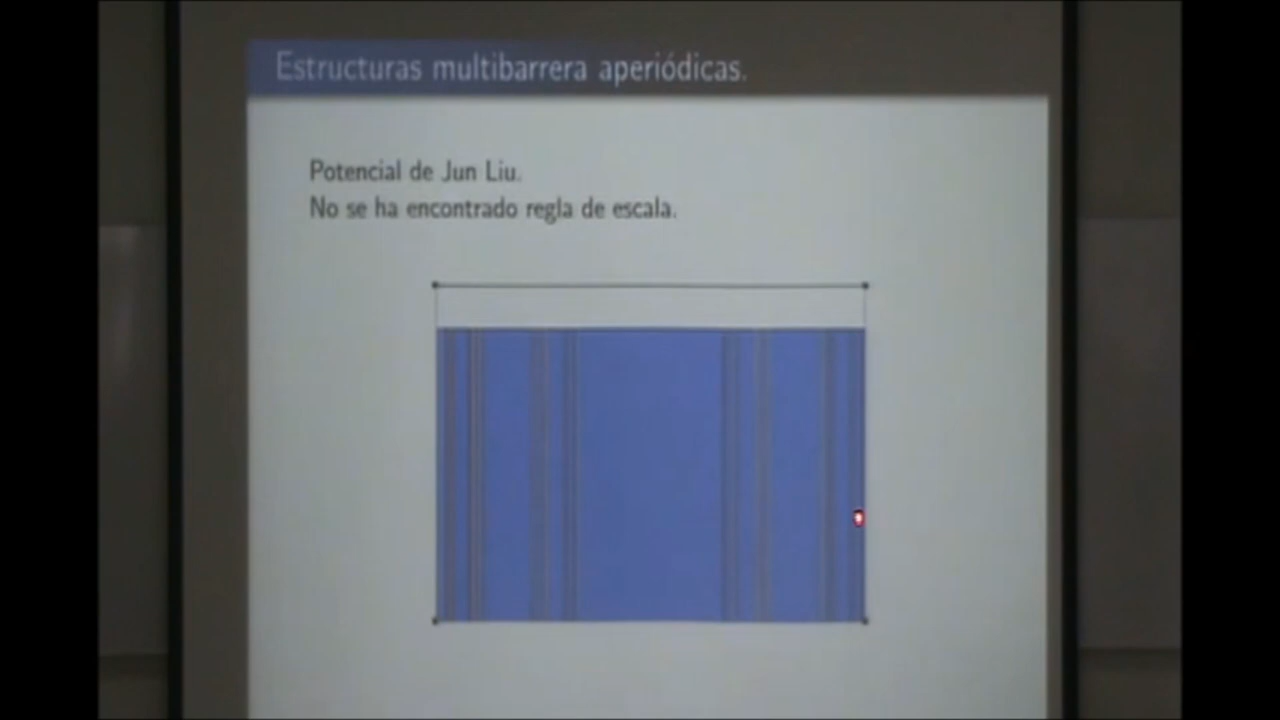 Estructuras multibarrera aperiódicas.
Potencial de Jun Liu.
No se ha encontrado regla de escala.